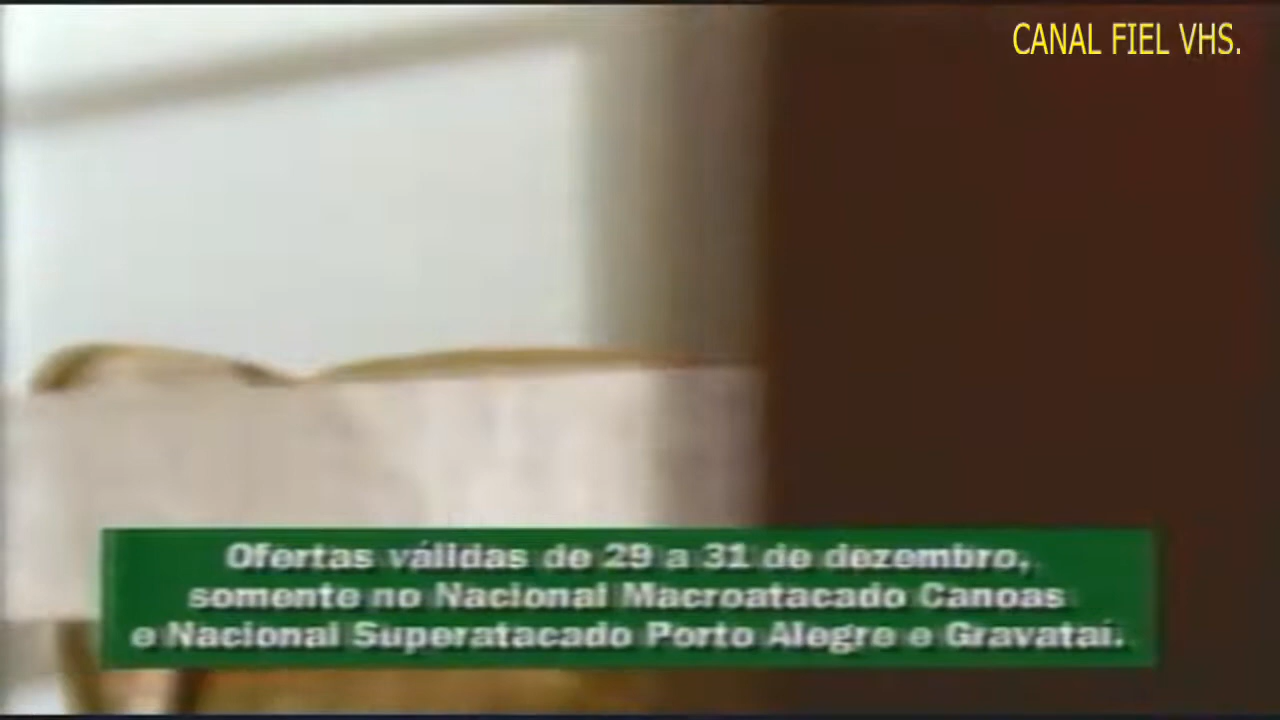 CANAL FIEL VHS.
Ofertas válidas de 29 a 31 de dezembro,
somente no Nacional Macroatacado Canoas
e Nacional Superatacado Porto Alegre e Gravataí.